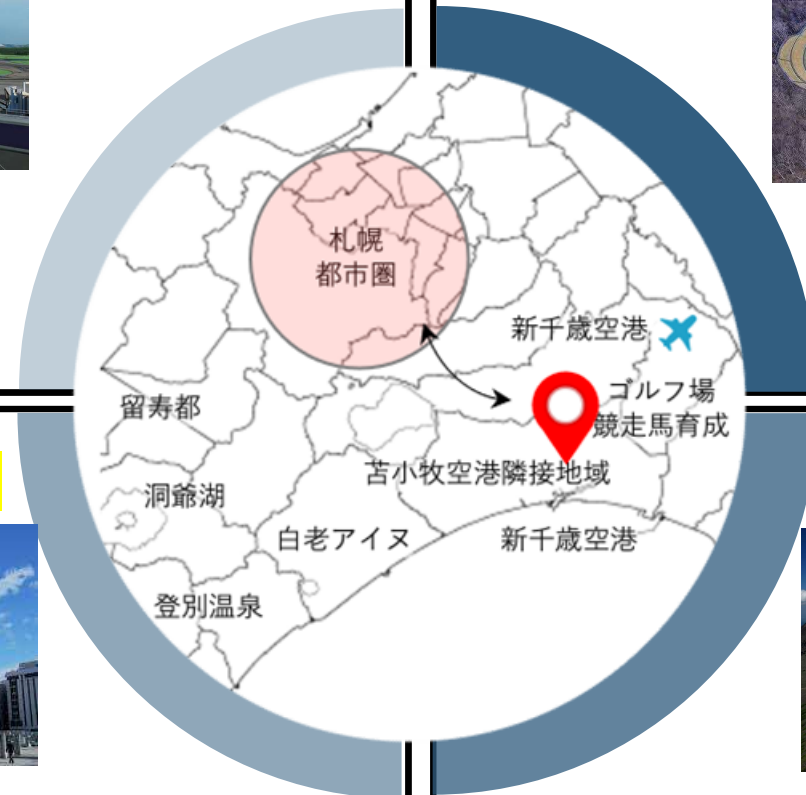 札幌
都市圏
新千歳空港
ゴルフ場
競走馬育成
留寿都
苫小牧空港隣接地域
洞爺湖
白老アイヌ
新千歳空港
登別温泉